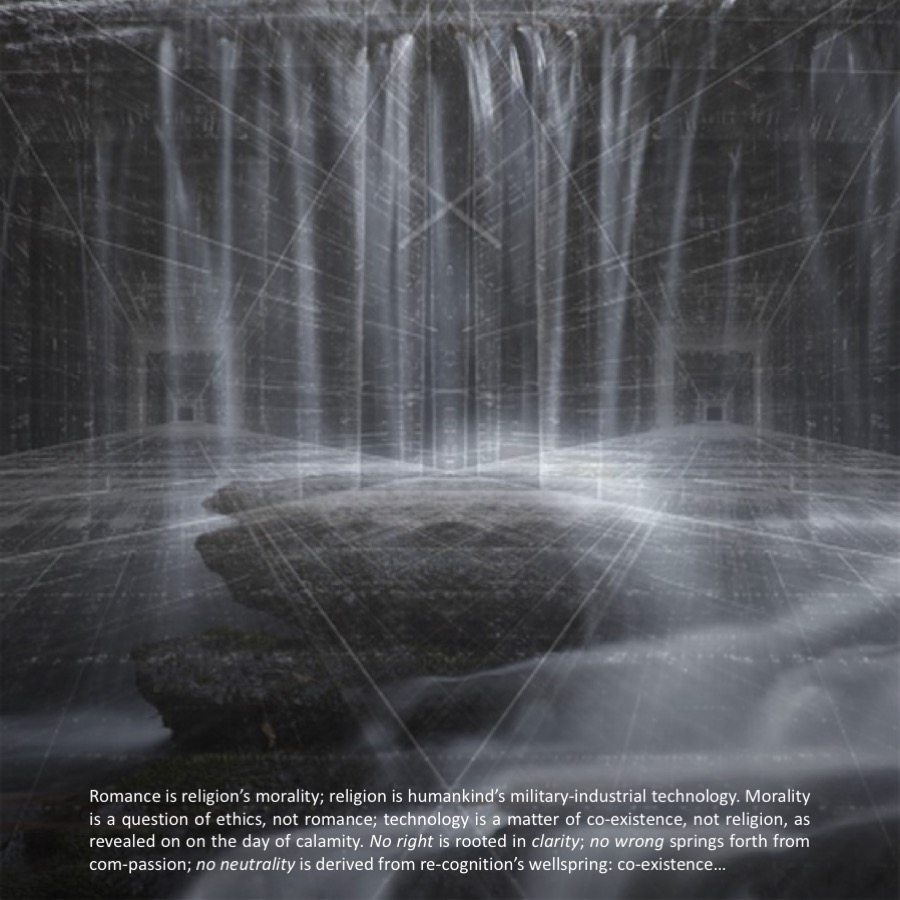 Romance is religion’s morality; religion is humankind’s military-industrial technology. Morality
is a question of ethics, not romance; technology is a matter of co-existence, not religion, as
revealed on on the day of calamity. No right is rooted in clarity; no wrong springs forth from
com-passion; no neutrality is derived from re-cognition’s wellspring: co-existence…